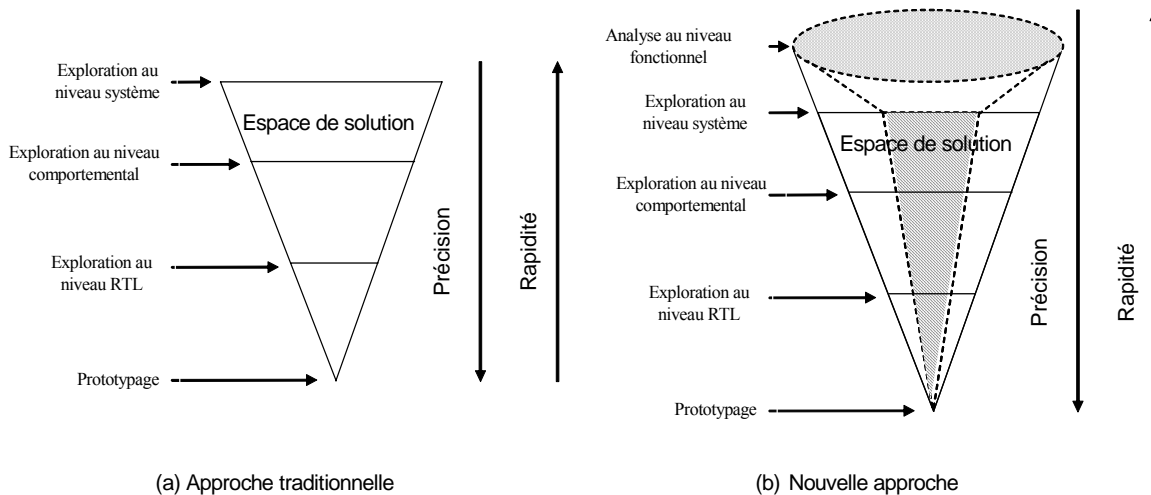 Exploration au
niveau système
Espace de solution
Exploration au niveau
comportemental
Exploration au
niveau RTL
Prototypage
Précision
Rapidité
(a) Approche traditionnelle
Analyse au niveau
fonctionnel
Exploration au
niveau système
Espace de solution
Exploration au niveau
comportemental
Exploration au
niveau RTL
Prototypage
Précision
Rapidité
(b) Nouvelle approche